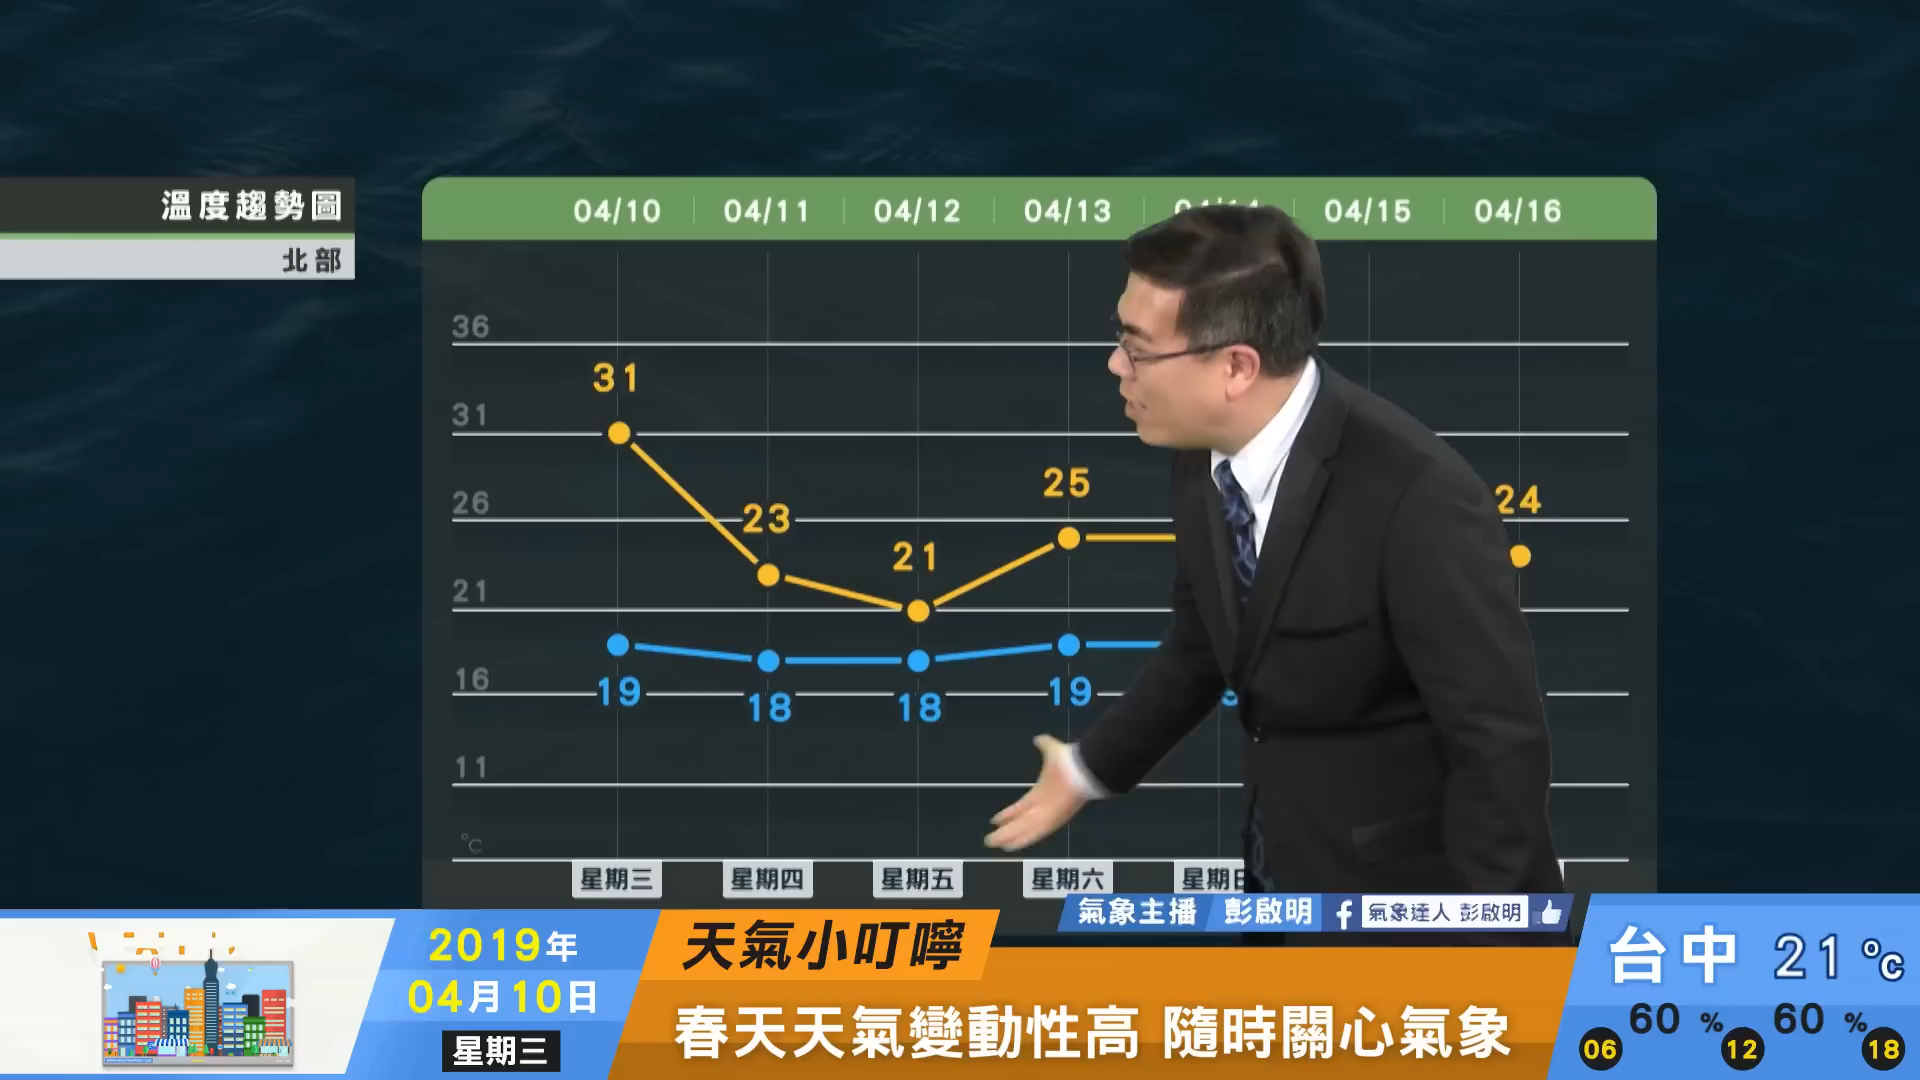 溫度趨勢圖
北部
04/10 04/11 04/12 04/13 04/15 04/16
36
31
31
26
25
24
23
21
21
16
19
18
18
19
11
°C
星期三 星期四 星期五 星期六 星期日
氣象主播 彭啟明 f 氣象達人 彭啟明
2019年
04月10日
星期三
天氣小叮嚀
春天天氣變動性高 隨時關心氣象
台中 21 °C
60 % 60 %
06 12 18